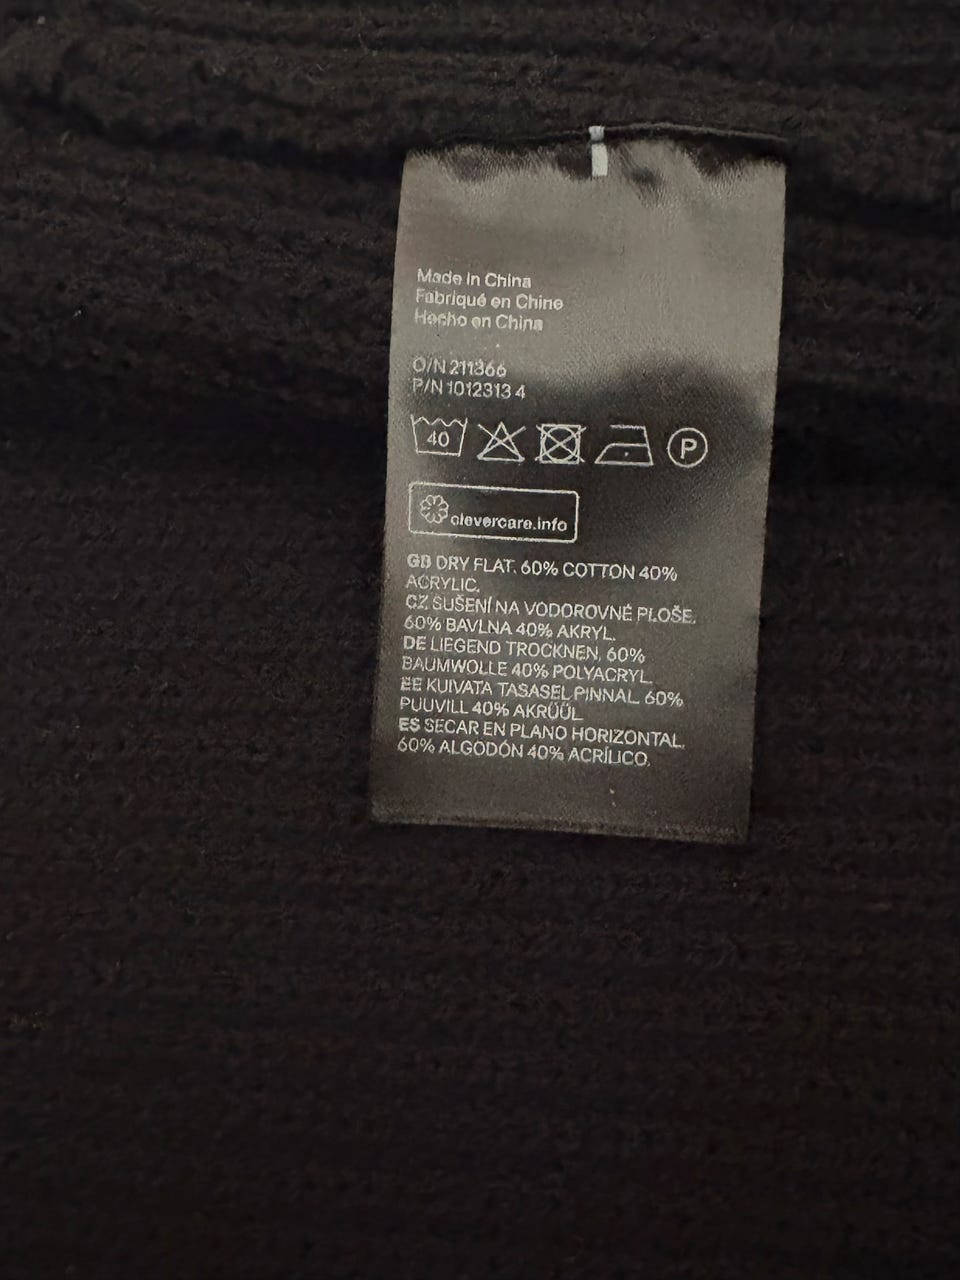 Made in China
Fabriqué en Chine
Hecho en China
O/N 211366
P/N 1012313 4
40
P
clevercare.info
GB DRY FLAT. 60% COTTON 40%
ACRYLIC.
CZ SUŠENÍ NA VODOROVNÉ PLOŠE.
60% BAVLNA 40% AKRYL.
DE LIEGEND TROCKNEN. 60%
BAUMWOLLE 40% POLYACRYL.
EE KUIVATA TASASEL PINNAL. 60%
PUUVILL 40% AKRÜÜL.
ES SECAR EN PLANO HORIZONTAL.
60% ALGODÓN 40% ACRÍLICO.